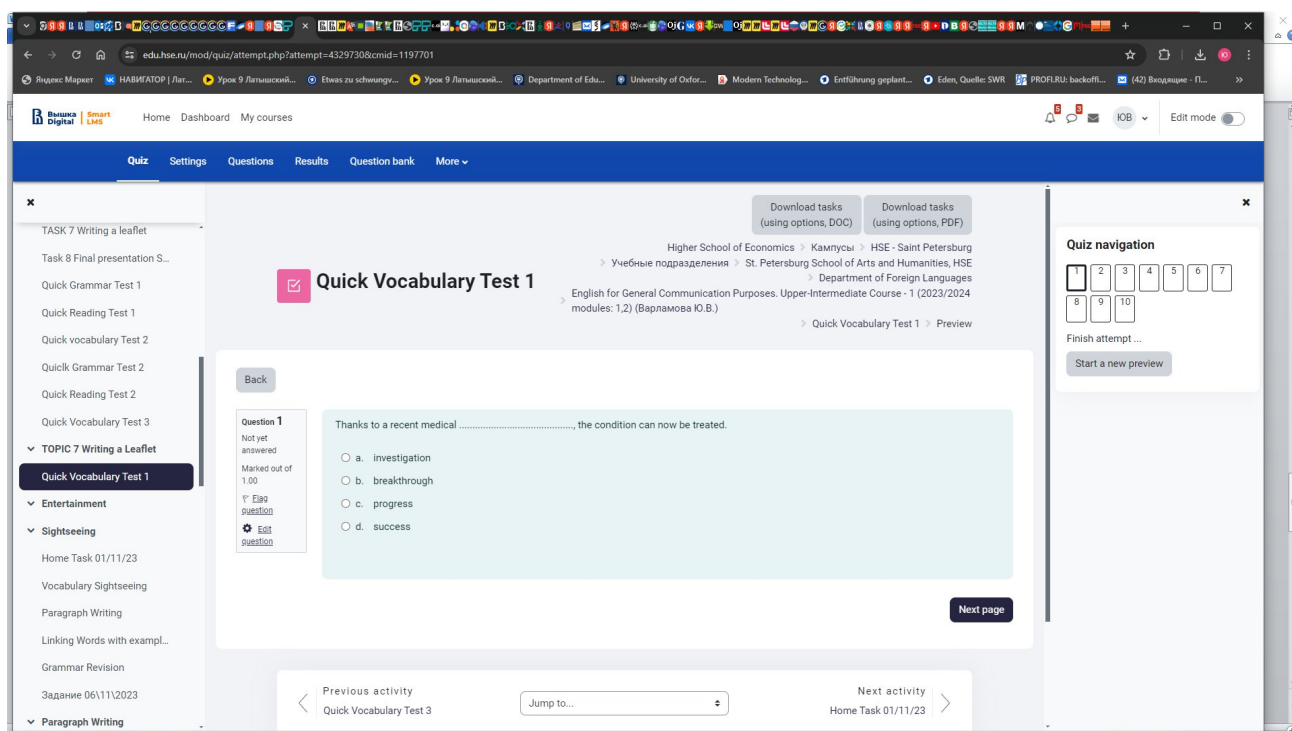 edu.hse.ru/mod/quiz/attempt.php?attempt=4329730&cmid=1197701
Яндекс Маркет
НАВИГАТОР | Лат...
Урок 9 Латышский...
Etwas zu schwungv...
Урок 9 Латышский...
Department of Edu...
University of Oxfor...
Modern Technolog...
Entführung geplant...
Eden, Quelle: SWR
PROFI.RU: backoffi...
(42) Входящие - П...
Вышка Digital | Smart LMS
Home Dashboard My courses
5
3
ЮВ
Edit mode
Quiz Settings Questions Results Question bank More
TASK 7 Writing a leaflet
Task 8 Final presentation S...
Quick Grammar Test 1
Quick Reading Test 1
Quick vocabulary Test 2
Quiclk Grammar Test 2
Quick Reading Test 2
Quick Vocabulary Test 3
TOPIC 7 Writing a Leaflet
Quick Vocabulary Test 1
Entertainment
Sightseeing
Home Task 01/11/23
Vocabulary Sightseeing
Paragraph Writing
Linking Words with exampl...
Grammar Revision
Задание 06\11\2023
Paragraph Writing
Download tasks
(using options, DOC)
Download tasks
(using options, PDF)
Quick Vocabulary Test 1
Higher School of Economics > Кампусы > HSE - Saint Petersburg
> Учебные подразделения > St. Petersburg School of Arts and Humanities, HSE
> Department of Foreign Languages
> English for General Communication Purposes. Upper-Intermediate Course - 1 (2023/2024
modules: 1,2) (Варламова Ю.В.)
> Quick Vocabulary Test 1 > Preview
Back
Question 1
Not yet
answered
Marked out of
1.00
Flag
question
Edit
question
Thanks to a recent medical ..........................................., the condition can now be treated.
a. investigation
b. breakthrough
c. progress
d. success
Next page
Previous activity
Quick Vocabulary Test 3
Jump to...
Next activity
Home Task 01/11/23
Quiz navigation
1 2 3 4 5 6 7
8 9 10
Finish attempt ...
Start a new preview